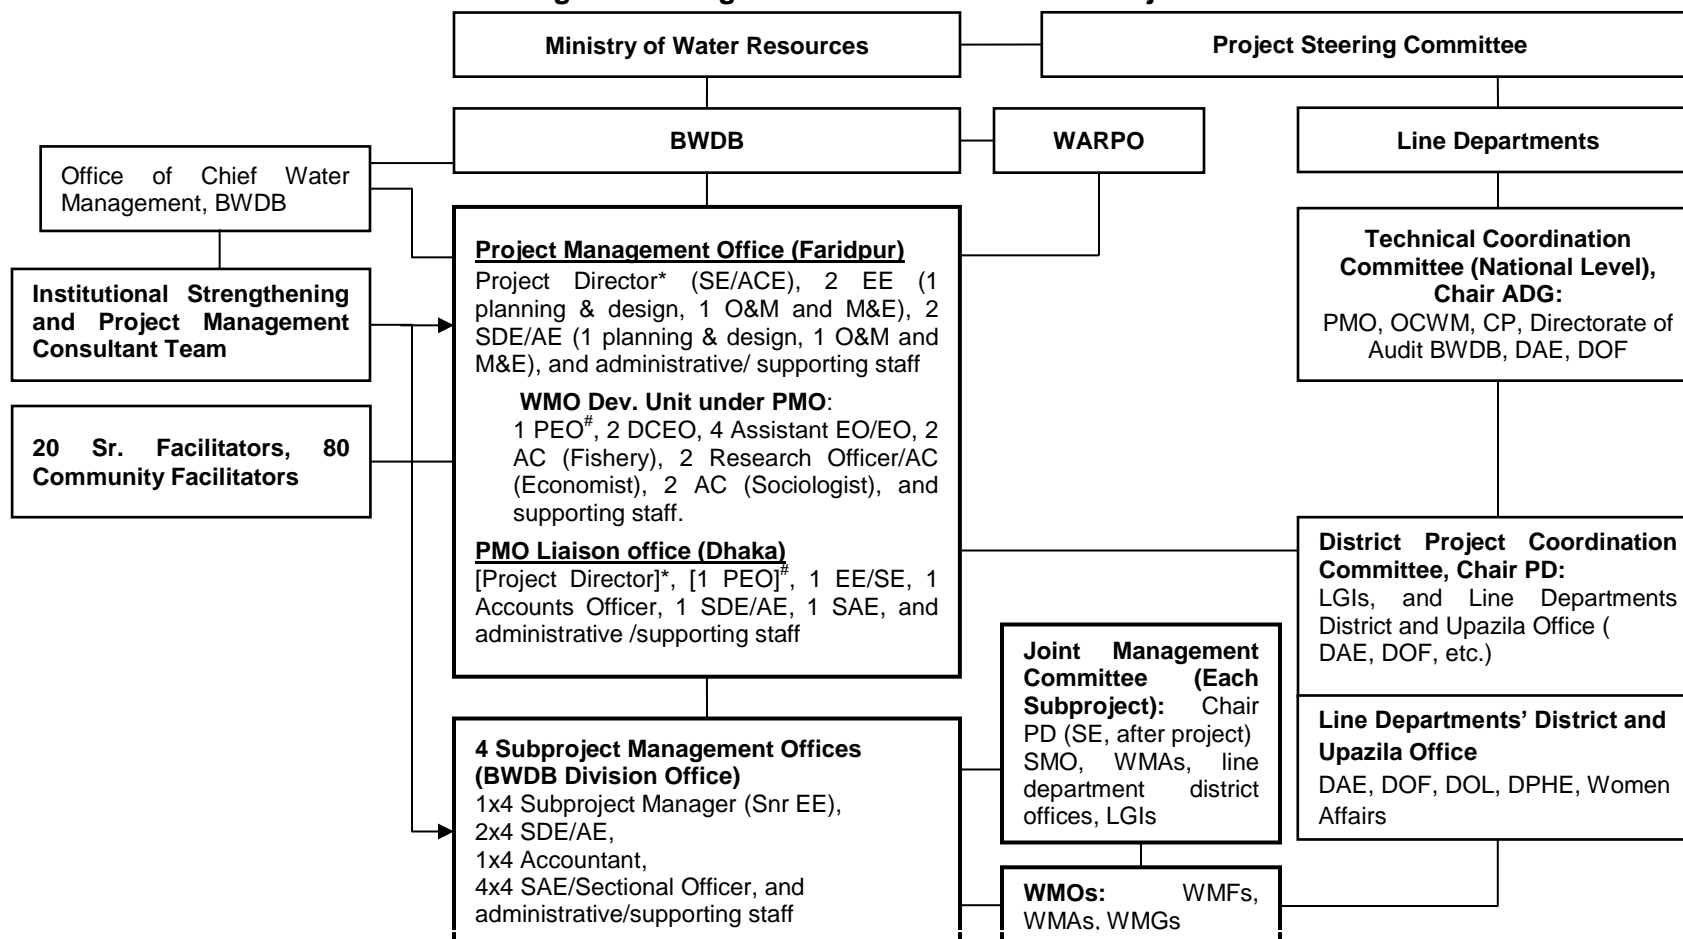 Ministry of Water Resources
Project Steering Committee
BWDB
WARPO
Line Departments
Office of Chief Water
Management, BWDB
Institutional Strengthening
and Project Management
Consultant Team
20 Sr. Facilitators, 80
Community Facilitators
Project Management Office (Faridpur)
Project Director* (SE/ACE), 2 EE (1
planning & design, 1 O&M and M&E), 2
SDE/AE (1 planning & design, 1 O&M and
M&E), and administrative/ supporting staff
WMO Dev. Unit under PMO:
1 PEO#, 2 DCEO, 4 Assistant EO/EO, 2
AC (Fishery), 2 Research Officer/AC
(Economist), 2 AC (Sociologist), and
supporting staff.
PMO Liaison office (Dhaka)
[Project Director]*, [1 PEO]#, 1 EE/SE, 1
Accounts Officer, 1 SDE/AE, 1 SAE, and
administrative /supporting staff
Technical Coordination
Committee (National Level),
Chair ADG:
PMO, OCWM, CP, Directorate of
Audit BWDB, DAE, DOF
District Project Coordination
Committee, Chair PD:
LGIs, and Line Departments
District and Upazila Office (
DAE, DOF, etc.)
Line Departments’ District and
Upazila Office
DAE, DOF, DOL, DPHE, Women
Affairs
Joint Management
Committee (Each
Subproject): Chair
PD (SE, after project)
SMO, WMAs, line
department district
offices, LGIs
4 Subproject Management Offices
(BWDB Division Office)
1x4 Subproject Manager (Snr EE),
2x4 SDE/AE,
1x4 Accountant,
4x4 SAE/Sectional Officer, and
administrative/supporting staff
WMOs: WMFs,
WMAs, WMGs